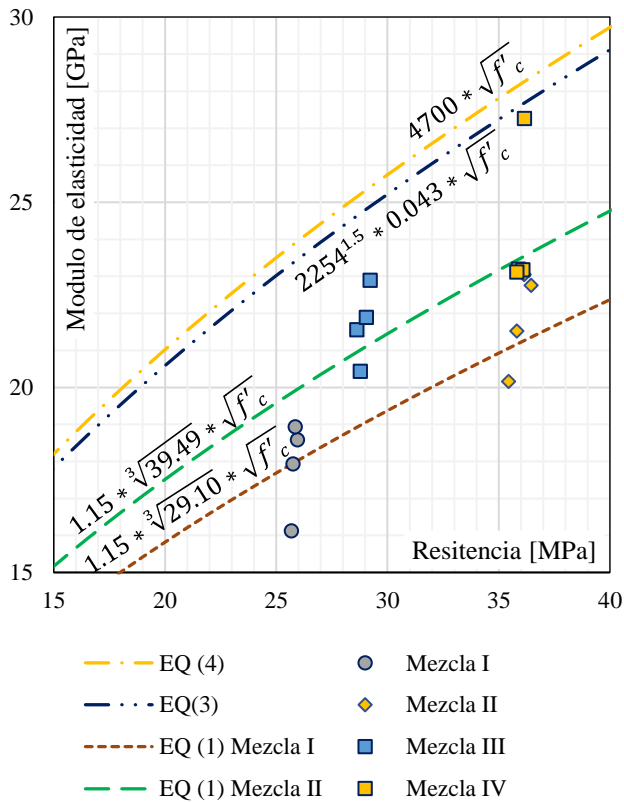 30
25
20
15
Modulo de elasticidad [GPa]
4700 * √f′c
2254^1.5 * 0.043 * √f′c
1.15 * ∛39.49 * √f′c
1.15 * ∛29.10 * √f′c
Resitencia [MPa]
15 20 25 30 35 40
EQ (4) Mezcla I
EQ(3) Mezcla II
EQ (1) Mezcla I Mezcla III
EQ (1) Mezcla II Mezcla IV